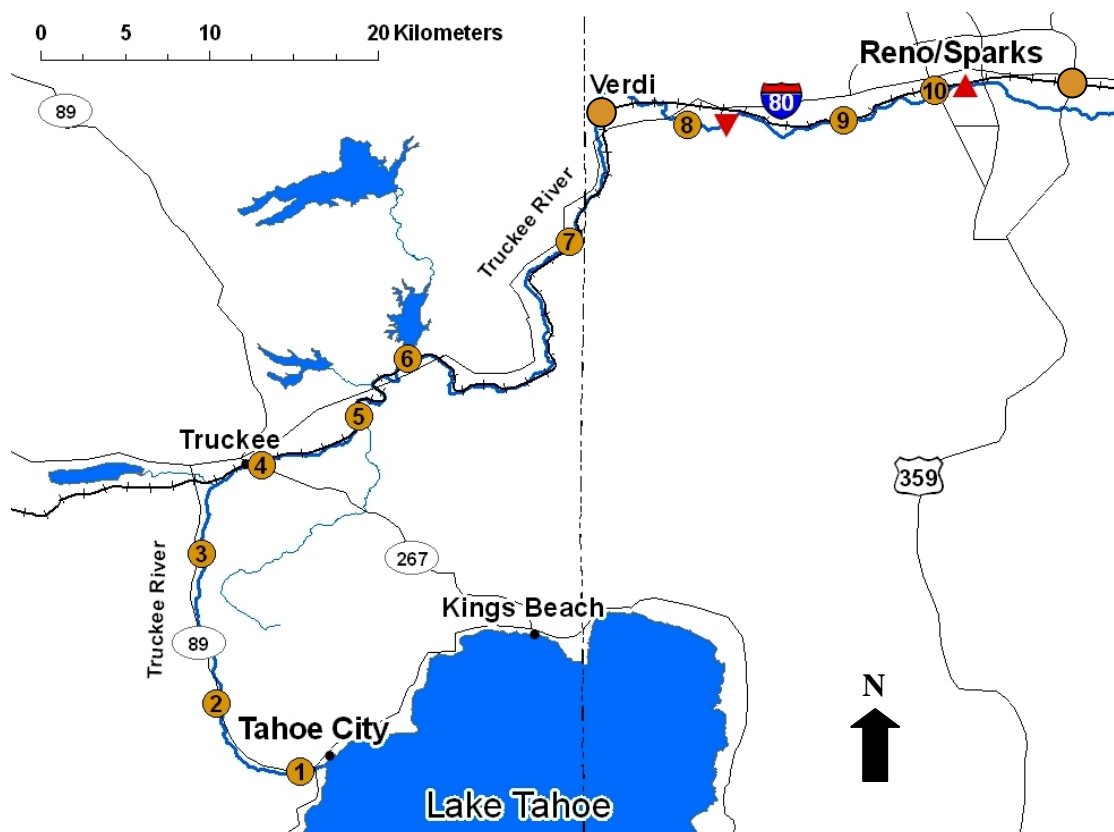 0 5 10 20 Kilometers
Reno/Sparks
Verdi
80
89
10
9
8
Truckee River
7
6
5
Truckee
4
359
3
267
Truckee River
Kings Beach
89
N
2
Tahoe City
1
Lake Tahoe